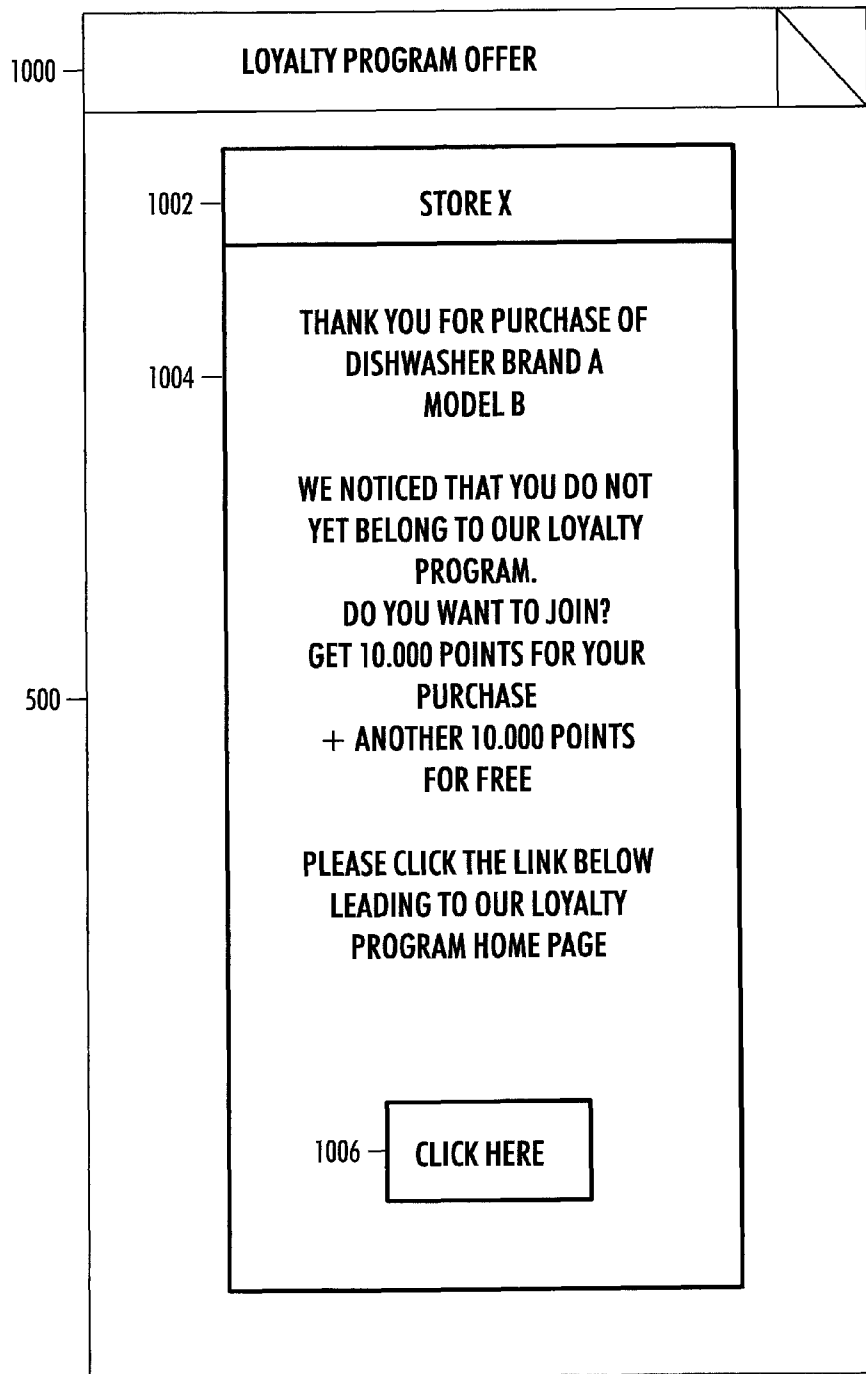 1000
LOYALTY PROGRAM OFFER
1002
STORE X
1004
THANK YOU FOR PURCHASE OF
DISHWASHER BRAND A
MODEL B
WE NOTICED THAT YOU DO NOT
YET BELONG TO OUR LOYALTY
PROGRAM.
DO YOU WANT TO JOIN?
GET 10.000 POINTS FOR YOUR
500
PURCHASE
+ ANOTHER 10.000 POINTS
FOR FREE
PLEASE CLICK THE LINK BELOW
LEADING TO OUR LOYALTY
PROGRAM HOME PAGE
1006
CLICK HERE